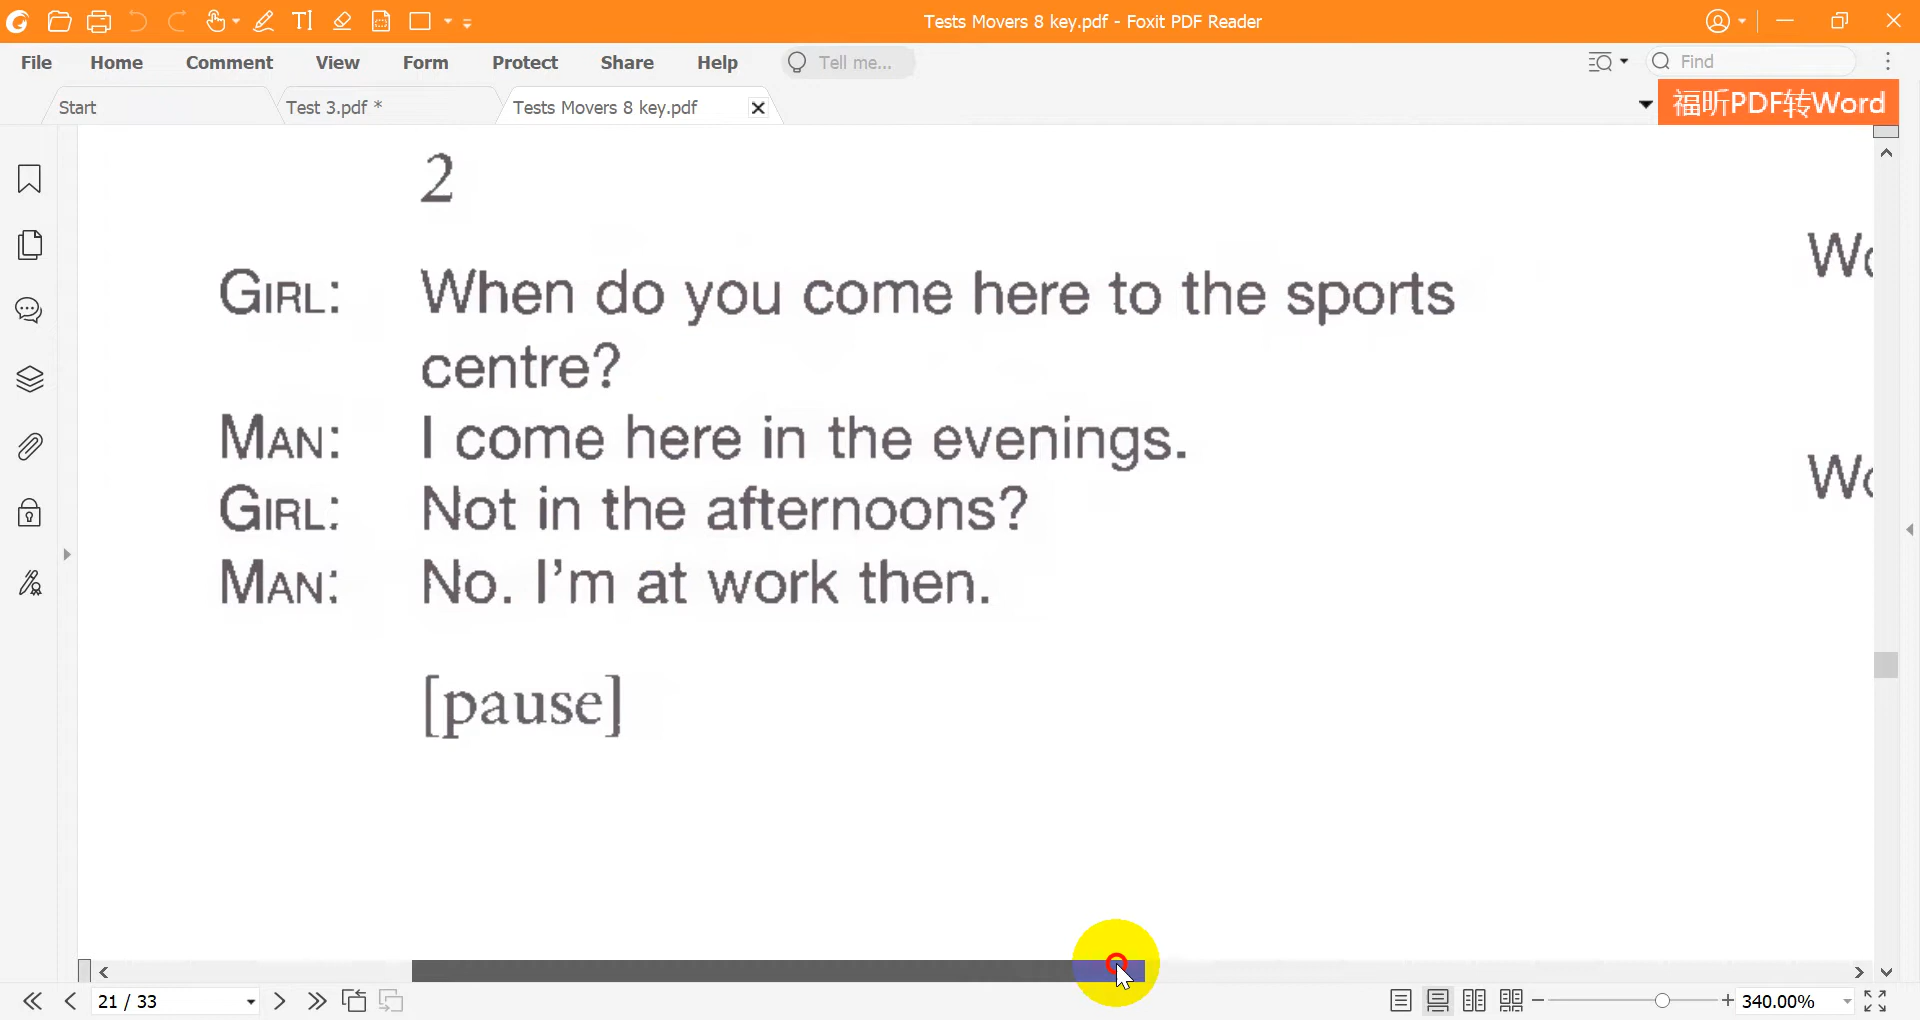 Tests Movers 8 key.pdf - Foxit PDF Reader
File Home Comment View Form Protect Share Help Tell me... Find
Start Test 3.pdf * Tests Movers 8 key.pdf 福昕PDF转Word
2
GIRL: When do you come here to the sports
centre?
MAN: I come here in the evenings.
GIRL: Not in the afternoons?
MAN: No. I'm at work then.
[pause]
21 / 33 340.00%